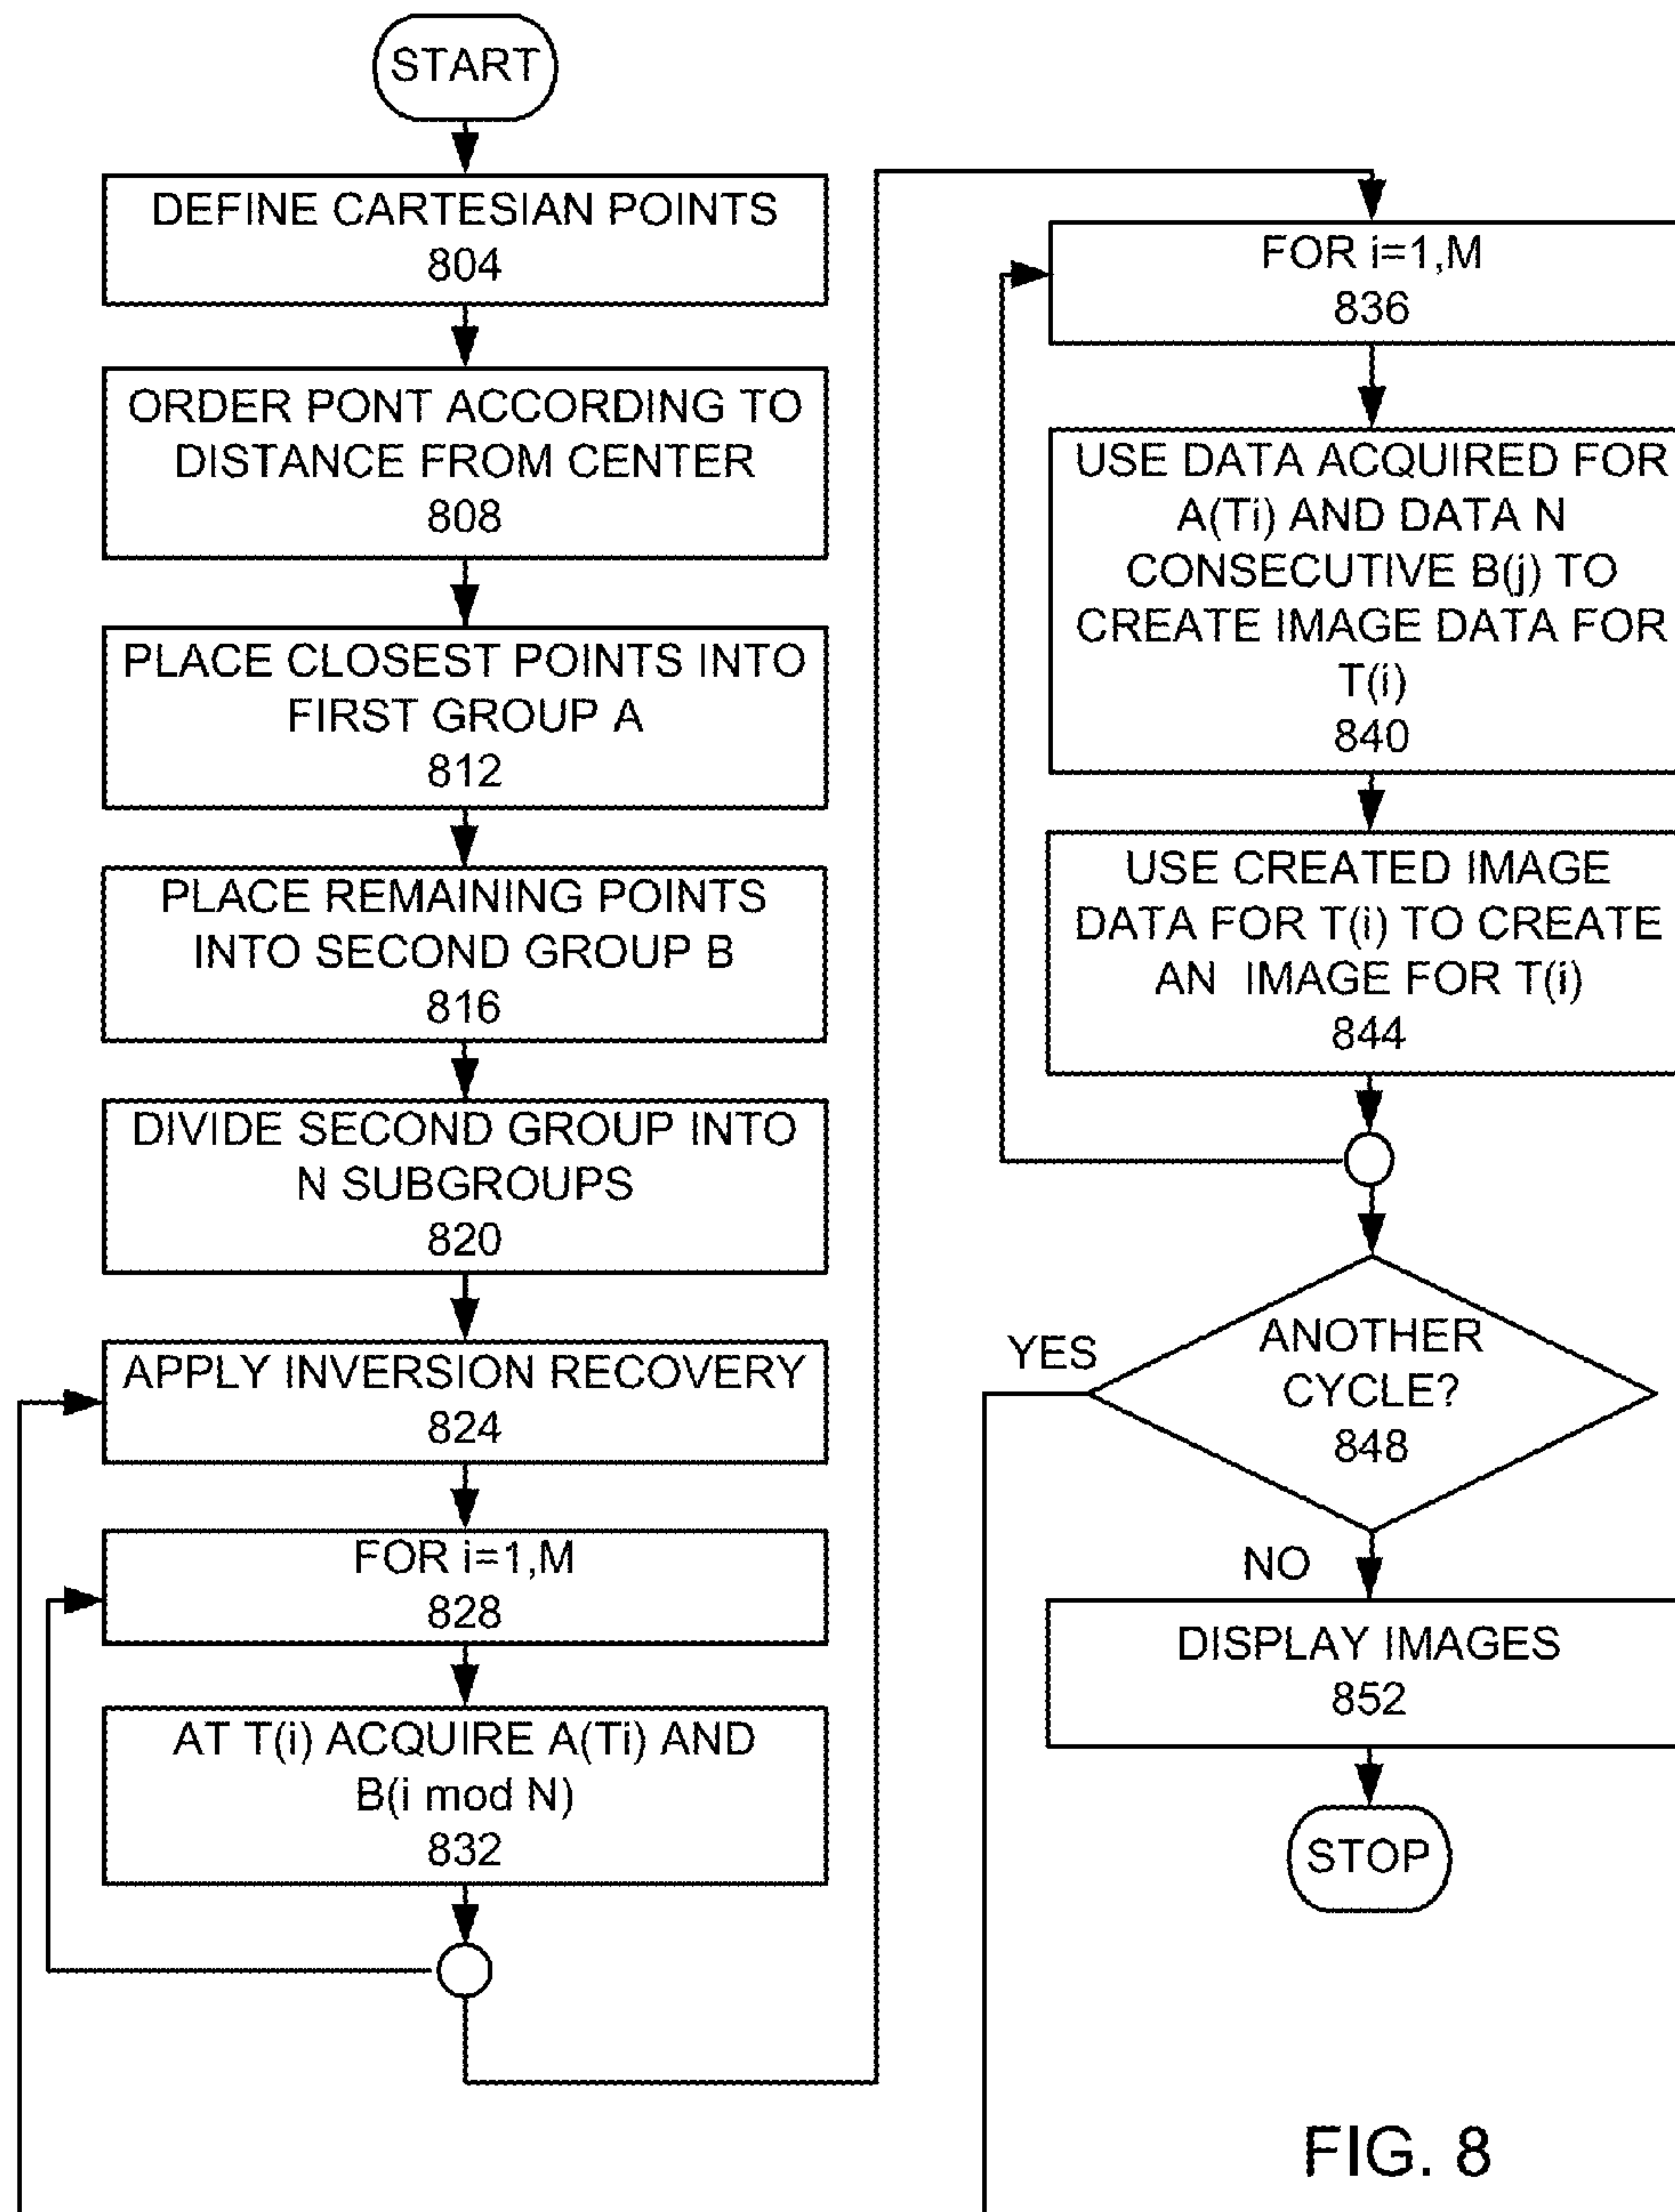 START
DEFINE CARTESIAN POINTS
804
ORDER PONT ACCORDING TO
DISTANCE FROM CENTER
808
PLACE CLOSEST POINTS INTO
FIRST GROUP A
812
PLACE REMAINING POINTS
INTO SECOND GROUP B
816
DIVIDE SECOND GROUP INTO
N SUBGROUPS
820
APPLY INVERSION RECOVERY
824
FOR i=1,M
828
AT T(i) ACQUIRE A(Ti) AND
B(i mod N)
832
FOR i=1,M
836
USE DATA ACQUIRED FOR
A(Ti) AND DATA N
CONSECUTIVE B(j) TO
CREATE IMAGE DATA FOR
T(i)
840
USE CREATED IMAGE
DATA FOR T(i) TO CREATE
AN IMAGE FOR T(i)
844
YES
ANOTHER
CYCLE?
848
NO
DISPLAY IMAGES
852
STOP
FIG. 8